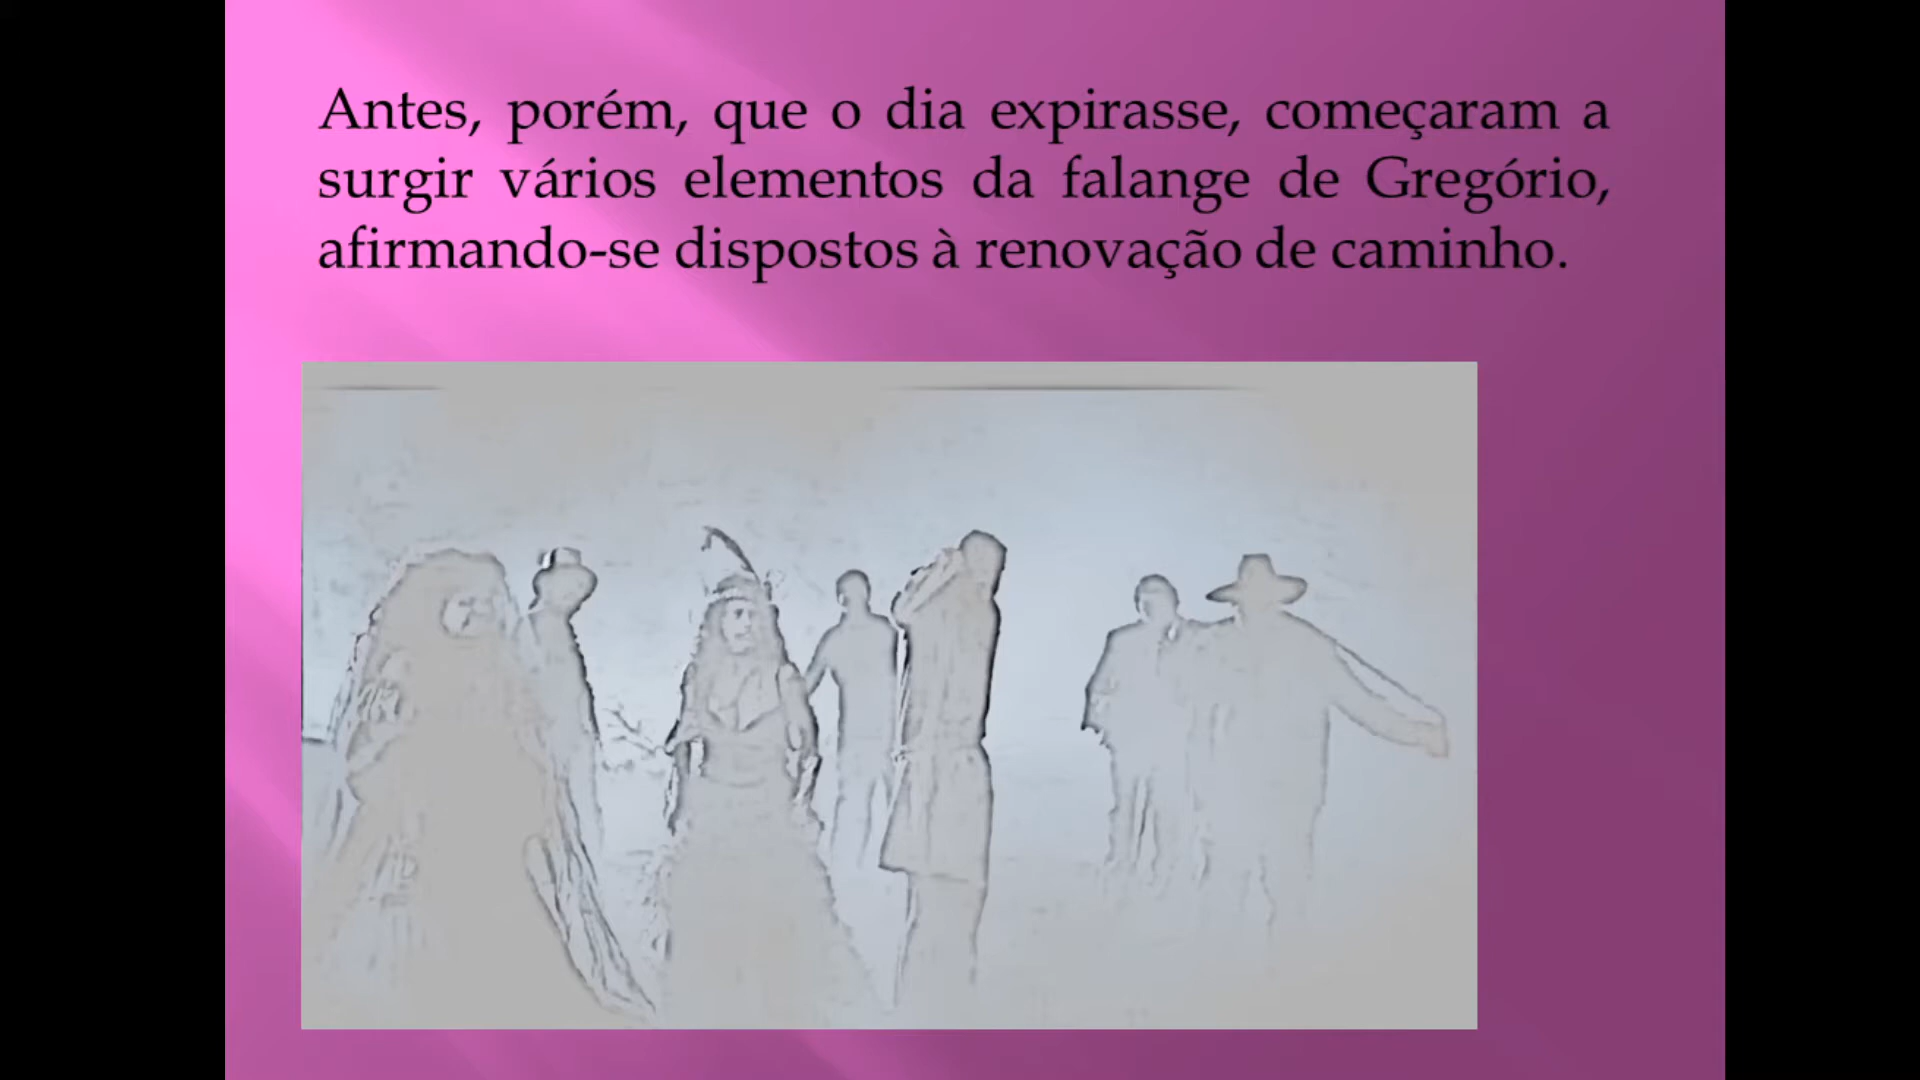 Antes, porém, que o dia expirasse, começaram a
surgir vários elementos da falange de Gregório,
afirmando-se dispostos à renovação de caminho.